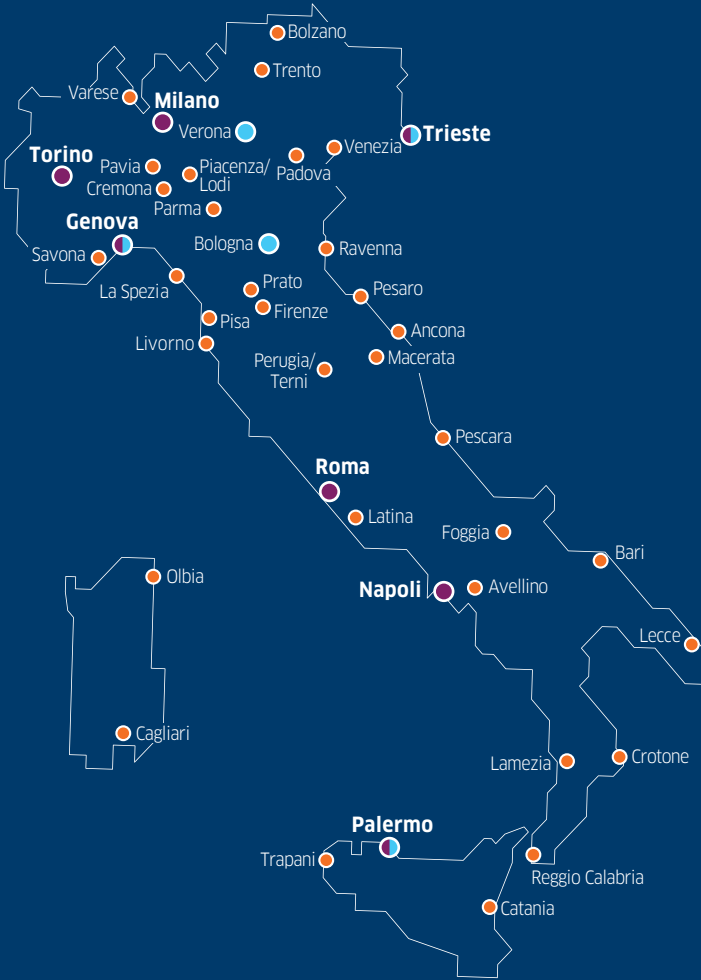 Bolzano
Trento
Varese
Milano
Verona
Trieste
Venezia
Padova
Torino
Pavia
Piacenza/
Lodi
Cremona
Parma
Genova
Bologna
Savona
Ravenna
La Spezia
Prato
Pesaro
Firenze
Pisa
Ancona
Livorno
Macerata
Perugia/
Terni
Pescara
Roma
Latina
Foggia
Bari
Olbia
Napoli
Avellino
Lecce
Cagliari
Lamezia
Crotone
Palermo
Trapani
Reggio Calabria
Catania